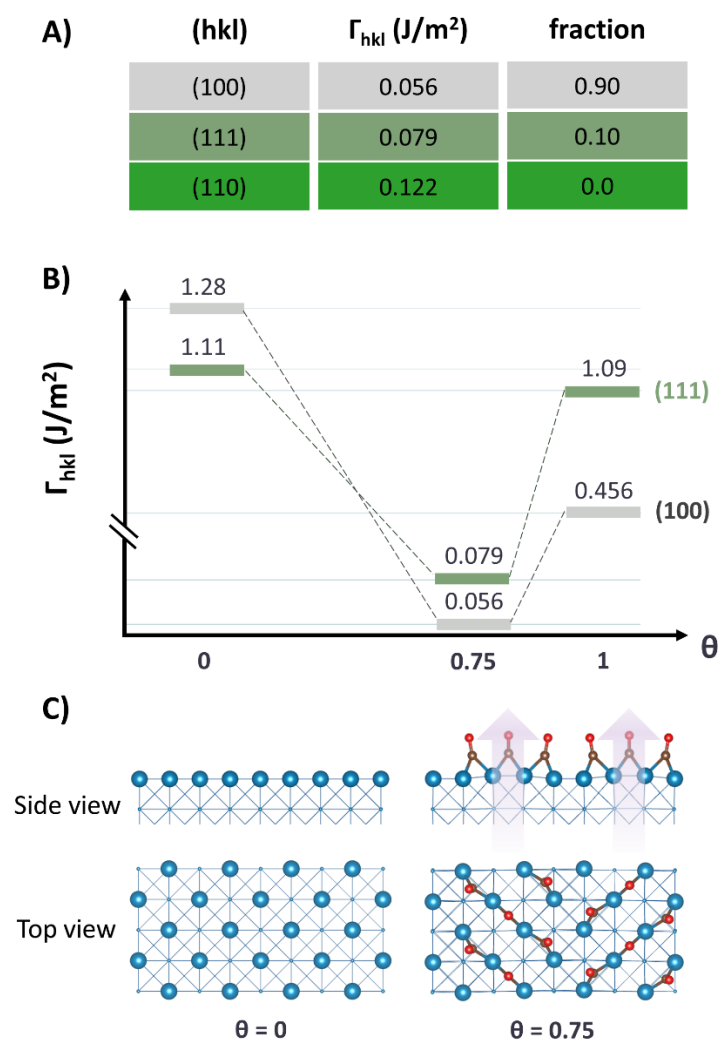 A) (hkl) Γhkl (J/m²) fraction
(100) 0.056 0.90
(111) 0.079 0.10
(110) 0.122 0.0
B)
1.28
1.11
1.09
(111)
Γhkl (J/m²)
0.456
(100)
0.079
0.056
0 0.75 1 θ
C)
Side view
Top view
θ = 0 θ = 0.75